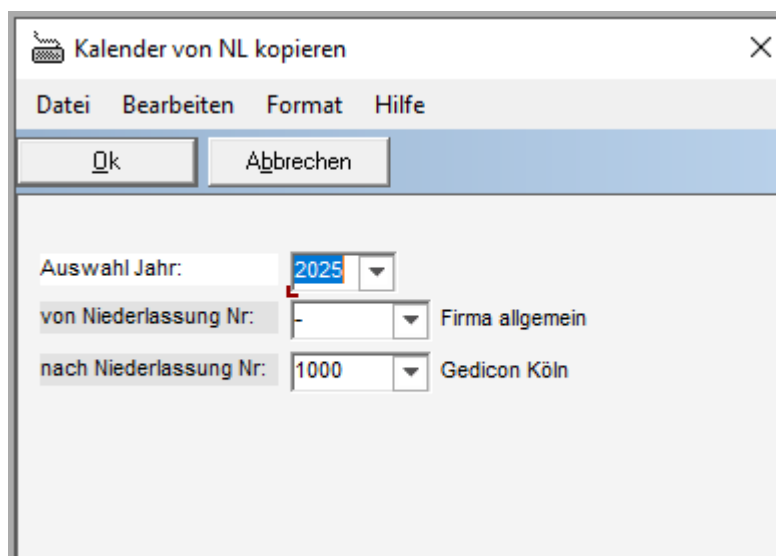 Kalender von NL kopieren
Datei Bearbeiten Format Hilfe
Ok Abbrechen
Auswahl Jahr: 2025
von Niederlassung Nr: - Firma allgemein
nach Niederlassung Nr: 1000 Gedicon Köln